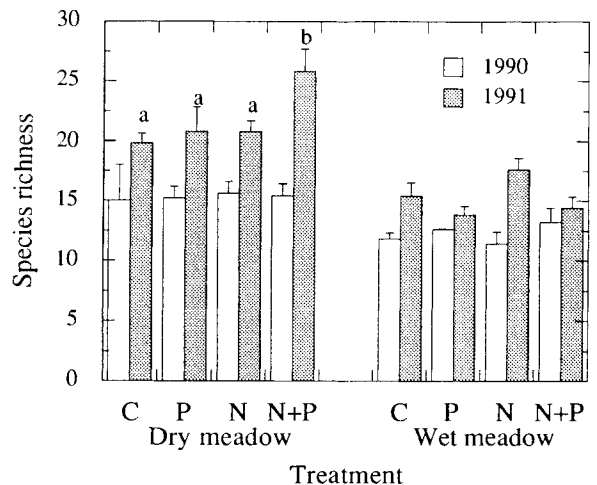 30
25
20
15
10
5
0
Species richness
a
a
a
b
1990
1991
C P N N+P C P N N+P
Dry meadow Wet meadow
Treatment